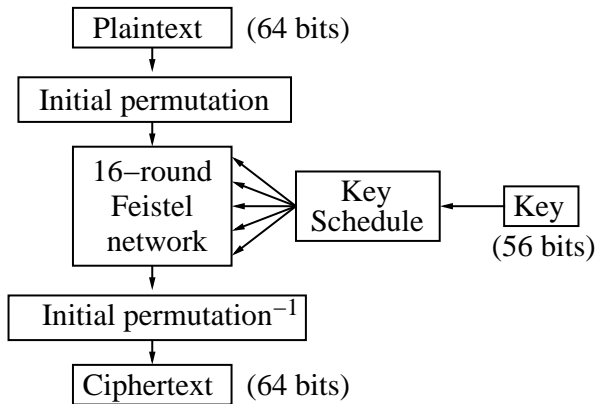 Plaintext (64 bits)
Initial permutation
16−round
Feistel
network
Key
Schedule
Key
(56 bits)
Initial permutation−1
Ciphertext (64 bits)